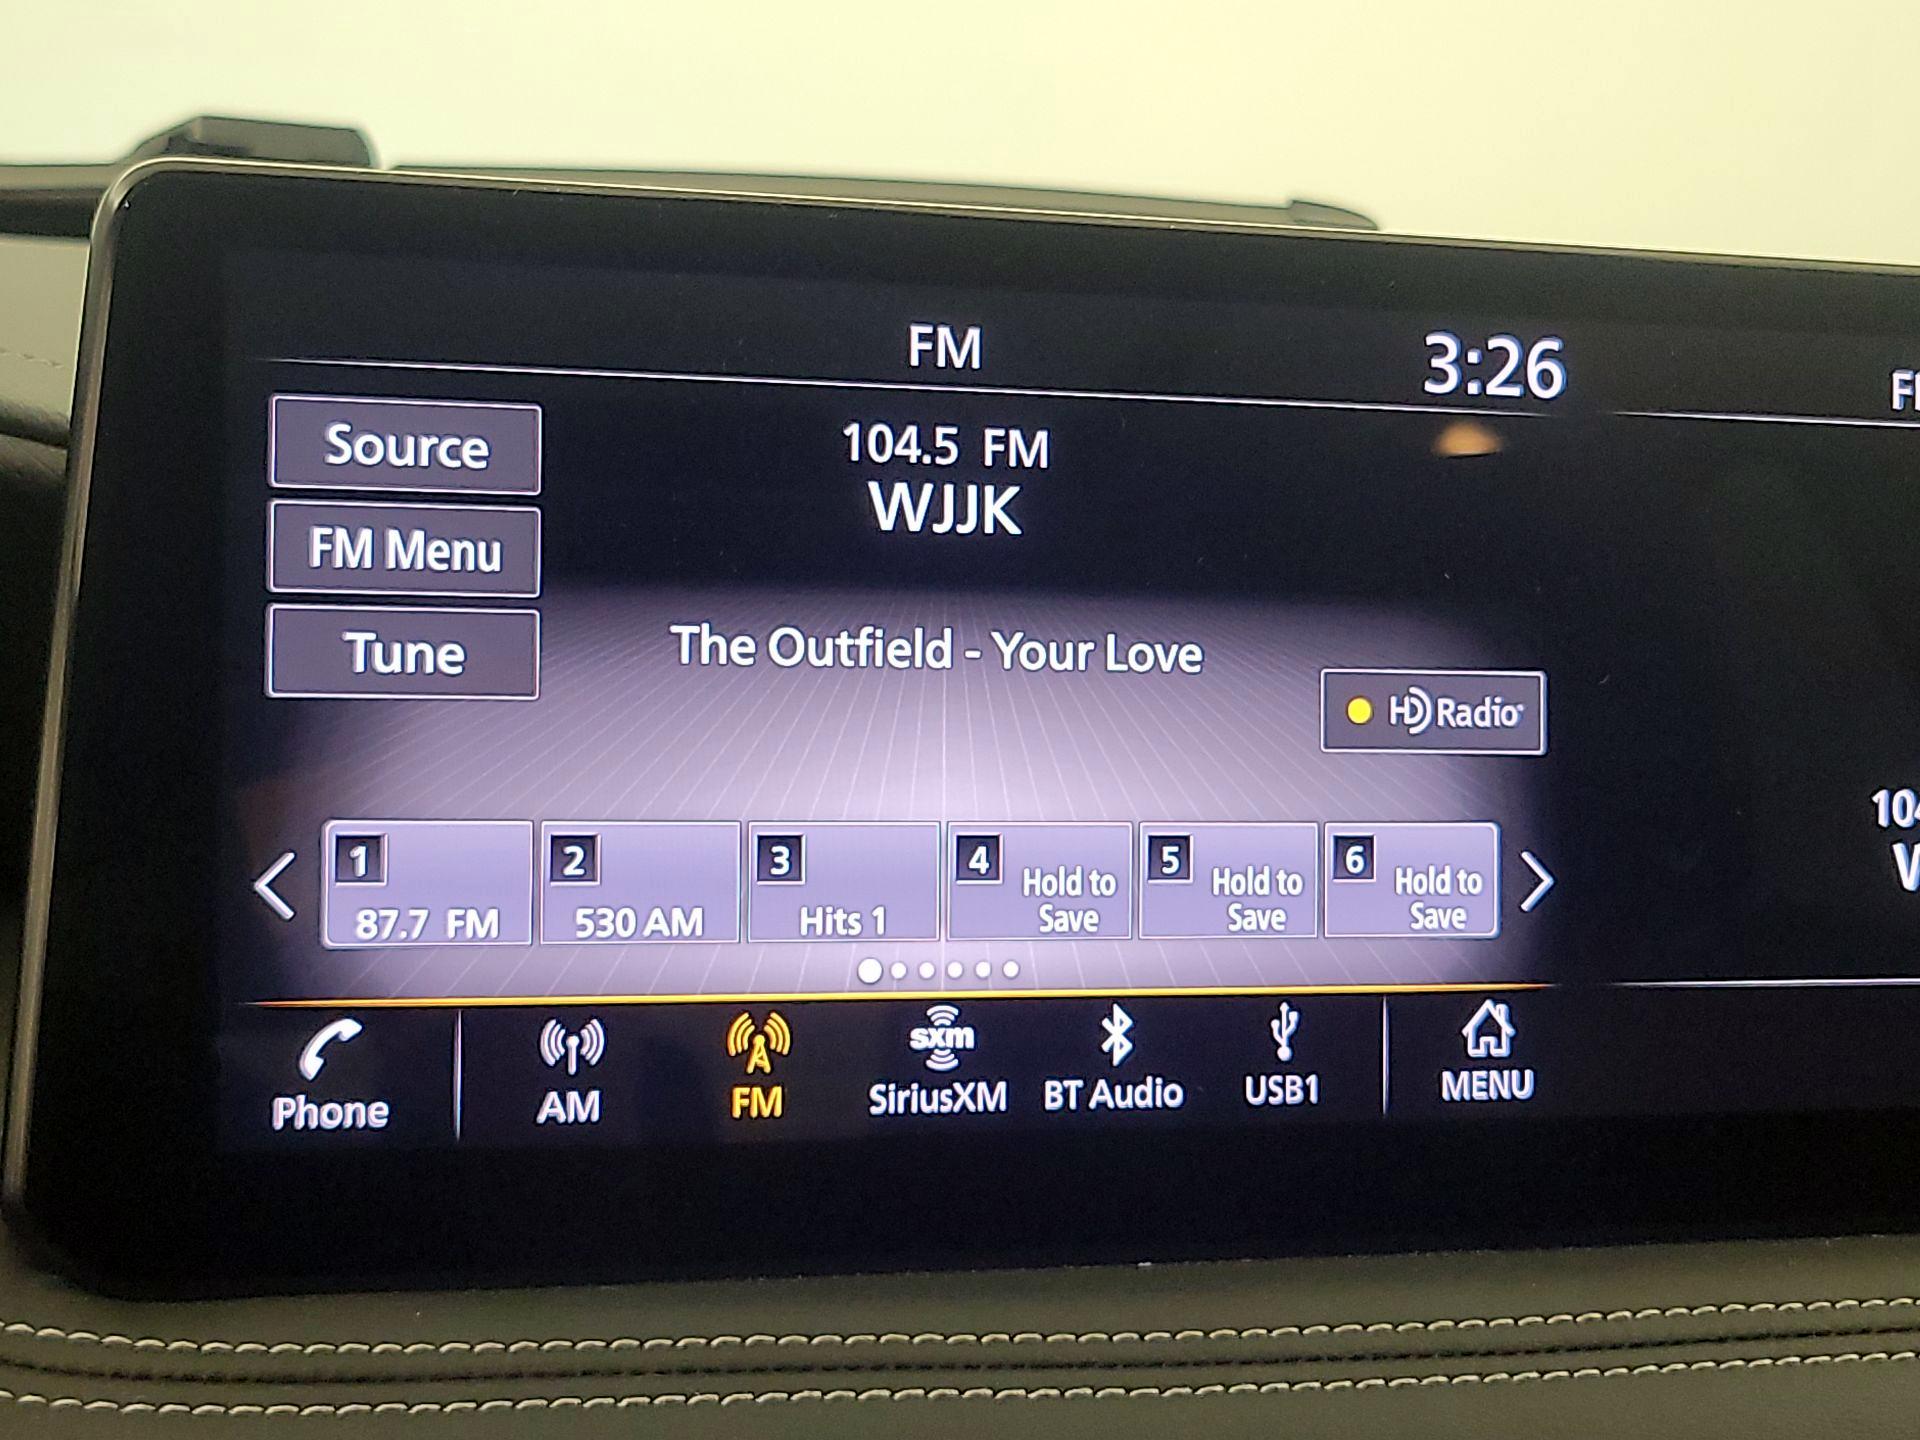 FM
3:26
Source
104.5 FM
WJJK
FM Menu
Tune
The Outfield - Your Love
HD Radio
1
87.7 FM
2
530 AM
3
Hits 1
4
Hold to
Save
5
Hold to
Save
6
Hold to
Save
Phone
AM
FM
sxm
SiriusXM
BT Audio
USB1
MENU